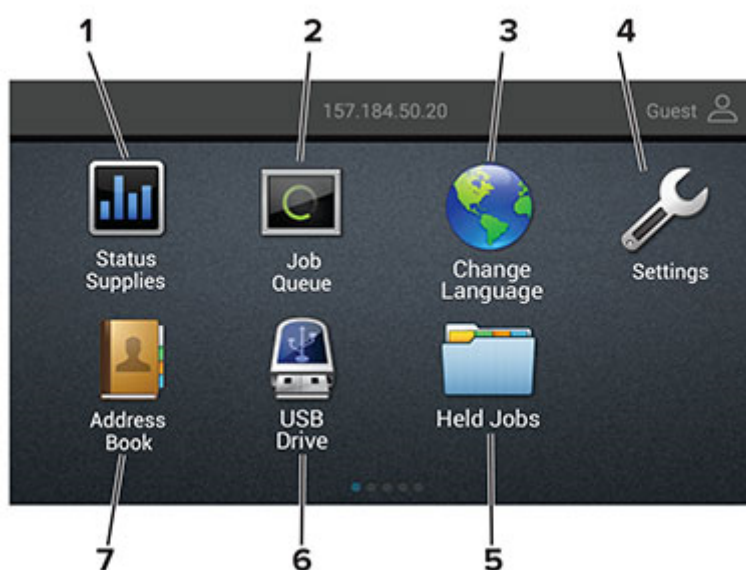 1 2 3 4
157.184.50.20 Guest
Status
Supplies
Job
Queue
Change
Language
Settings
Address
Book
USB
Drive
Held Jobs
7 6 5